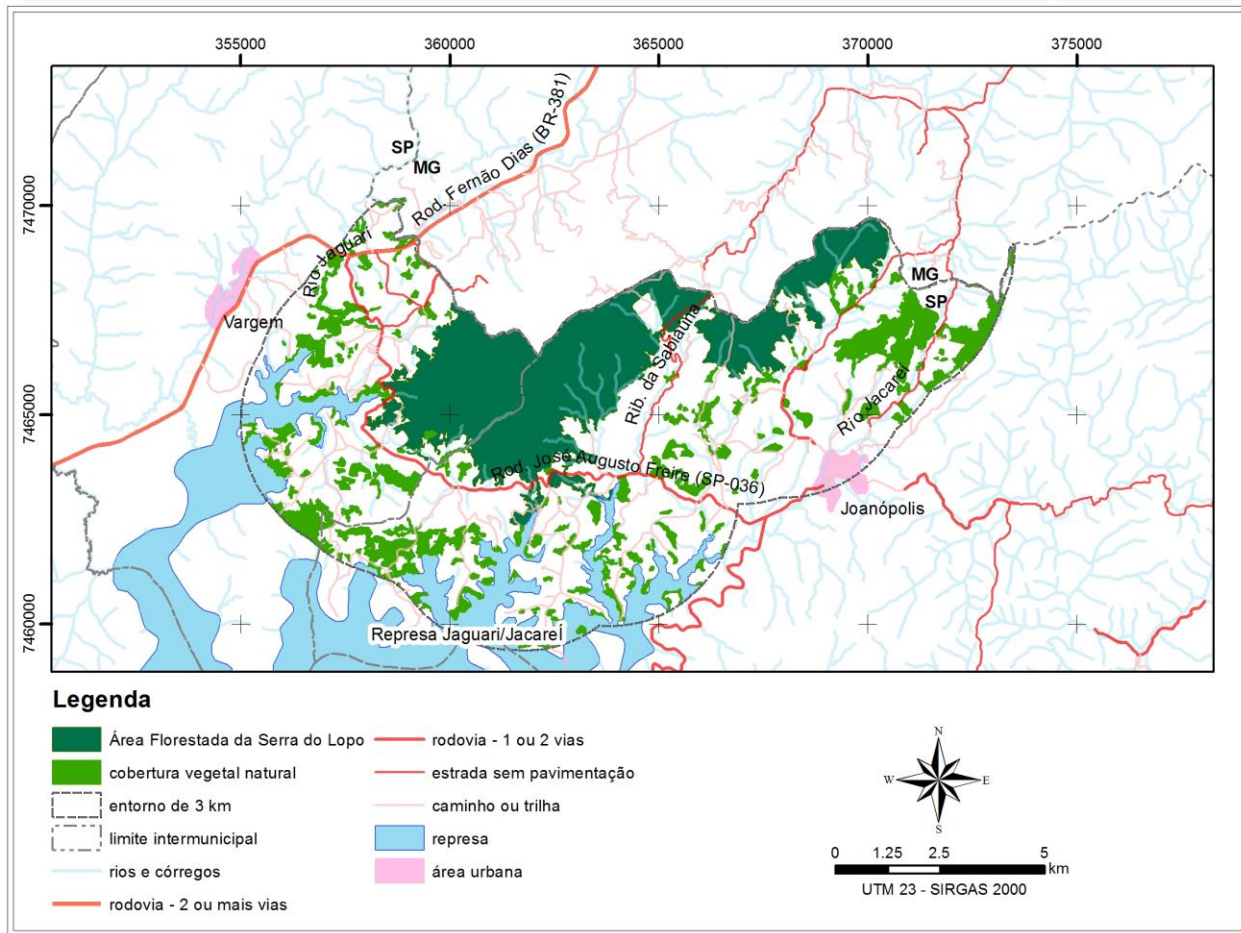 355000 360000 365000 370000 375000
7470000
7465000
7460000
SP
MG
Rod. Fernão Dias (BR-381)
Rio Jaguari
Vargem
MG
SP
Rib. da Sabiaúna
Rio Jacareí
Rod. José Augusto Freire (SP-036)
Joanópolis
Represa Jaguari/Jacareí
Legenda
Área Florestada da Serra do Lopo
cobertura vegetal natural
entorno de 3 km
limite intermunicipal
rios e córregos
rodovia - 2 ou mais vias
rodovia - 1 ou 2 vias
estrada sem pavimentação
caminho ou trilha
represa
área urbana
N
W E
S
0 1.25 2.5 5
km
UTM 23 - SIRGAS 2000